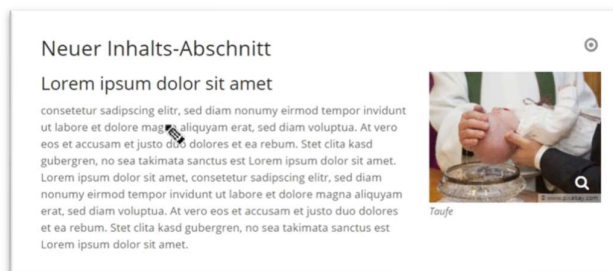 Neuer Inhalts-Abschnitt
Lorem ipsum dolor sit amet
consetetur sadipscing elitr, sed diam nonumy eirmod tempor invidunt
ut labore et dolore magna aliquyam erat, sed diam voluptua. At vero
eos et accusam et justo duo dolores et ea rebum. Stet clita kasd
gubergren, no sea takimata sanctus est Lorem ipsum dolor sit amet.
Lorem ipsum dolor sit amet, consetetur sadipscing elitr, sed diam
nonumy eirmod tempor invidunt ut labore et dolore magna aliquyam
erat, sed diam voluptua. At vero eos et accusam et justo duo dolores
et ea rebum. Stet clita kasd gubergren, no sea takimata sanctus est
Lorem ipsum dolor sit amet.
© www.pixabay.com
Taufe